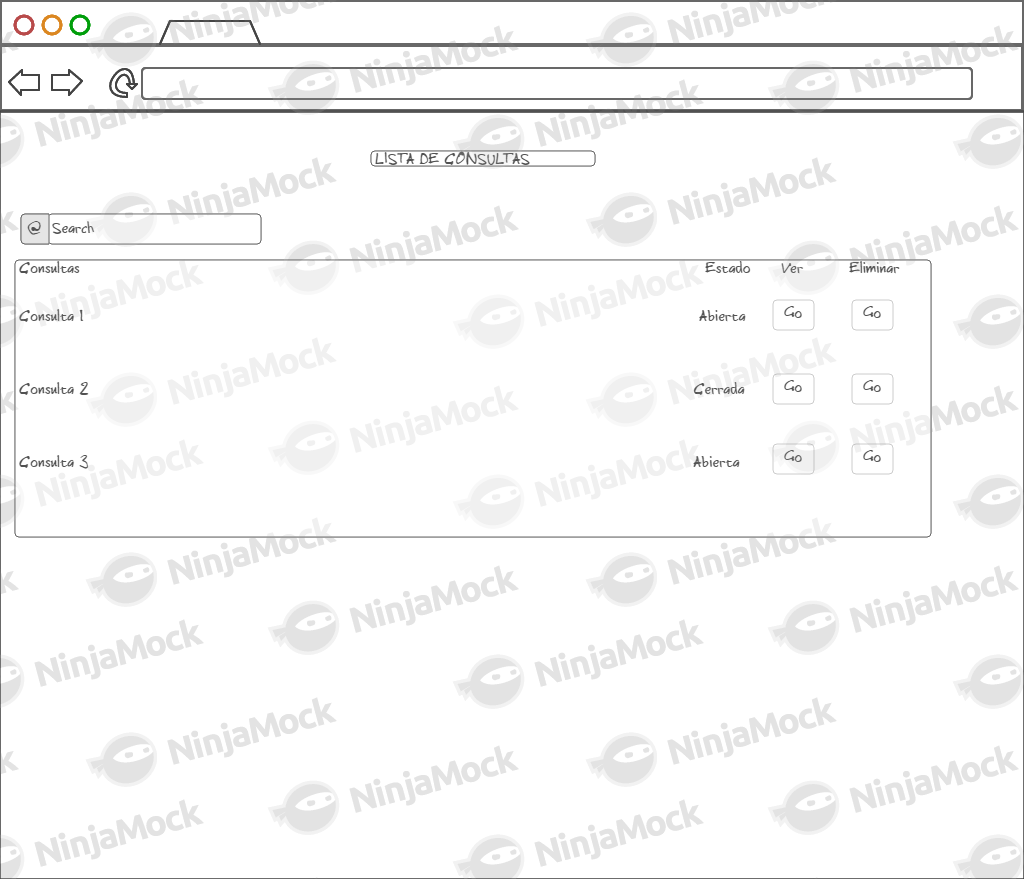 LISTA DE CONSULTAS
@ Search
Consultas Estado Ver Eliminar
Consulta 1 Abierta Go Go
Consulta 2 Cerrada Go Go
Consulta 3 Abierta Go Go
NinjaMock